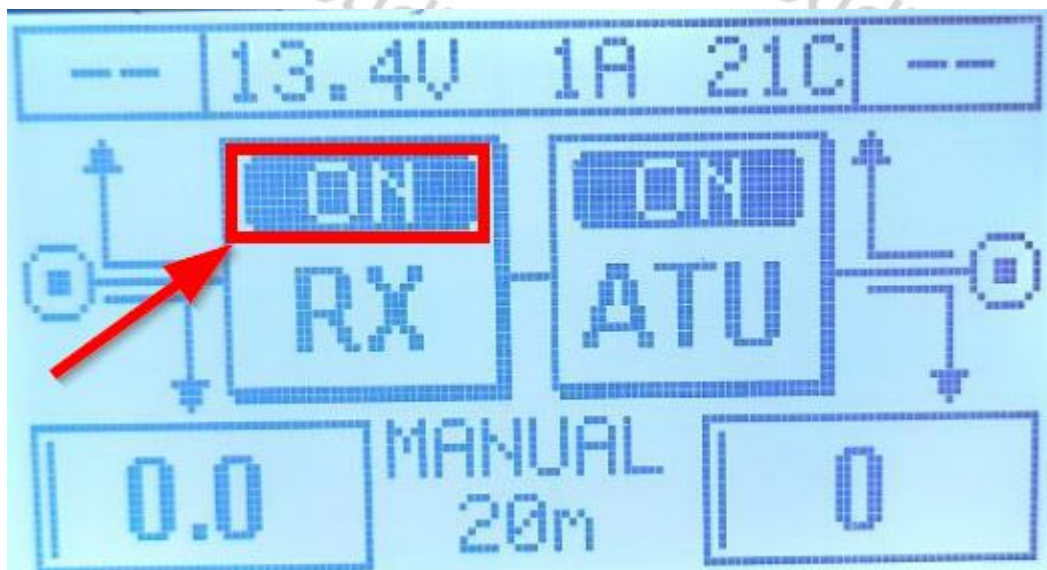 -- 13.4V 1A 21C --
ON ON
RX ATU
MANUAL
0.0 20m 0